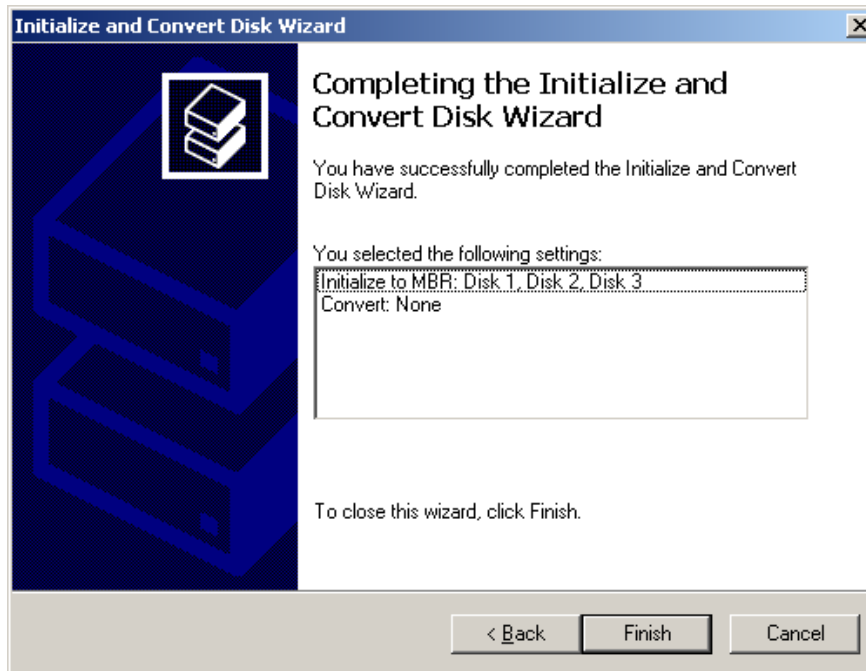 Initialize and Convert Disk Wizard
Completing the Initialize and
Convert Disk Wizard
You have successfully completed the Initialize and Convert
Disk Wizard.
You selected the following settings:
Initialize to MBR: Disk 1, Disk 2, Disk 3
Convert: None
To close this wizard, click Finish.
< Back
Finish
Cancel